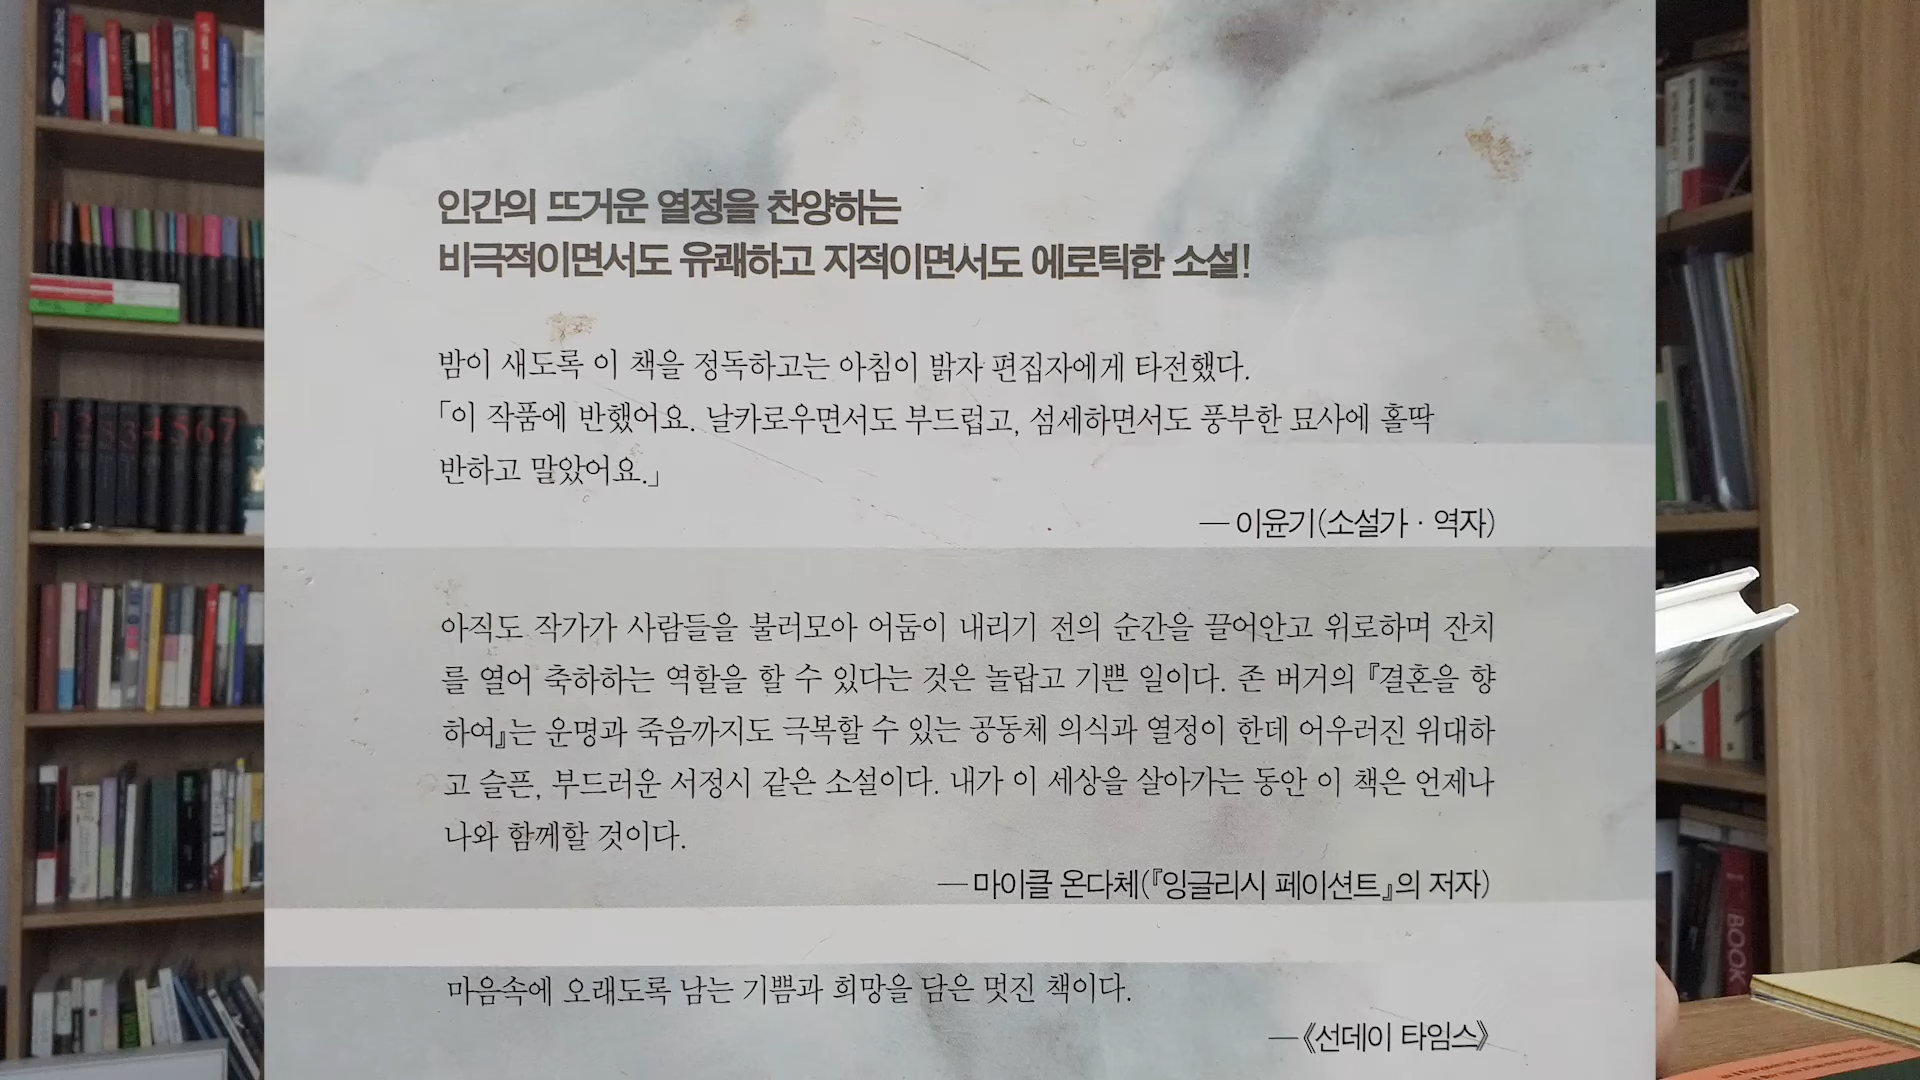 인간의 뜨거운 열정을 찬양하는
비극적이면서도 유쾌하고 지적이면서도 에로틱한 소설!
밤이 새도록 이 책을 정독하고는 아침이 밝자 편집자에게 타전했다.
「이 작품에 반했어요. 날카로우면서도 부드럽고, 섬세하면서도 풍부한 묘사에 홀딱
반하고 말았어요.」
— 이윤기(소설가 · 역자)
아직도 작가가 사람들을 불러모아 어둠이 내리기 전의 순간을 끌어안고 위로하며 잔치
를 열어 축하하는 역할을 할 수 있다는 것은 놀랍고 기쁜 일이다. 존 버거의 『결혼을 향
하여』는 운명과 죽음까지도 극복할 수 있는 공동체 의식과 열정이 한데 어우러진 위대하
고 슬픈, 부드러운 서정시 같은 소설이다. 내가 이 세상을 살아가는 동안 이 책은 언제나
나와 함께할 것이다.
— 마이클 온다체(『잉글리시 페이션트』의 저자)
마음속에 오래도록 남는 기쁨과 희망을 담은 멋진 책이다.
—《선데이 타임스》
1 2 3 3 4 5 6 7
BOOK